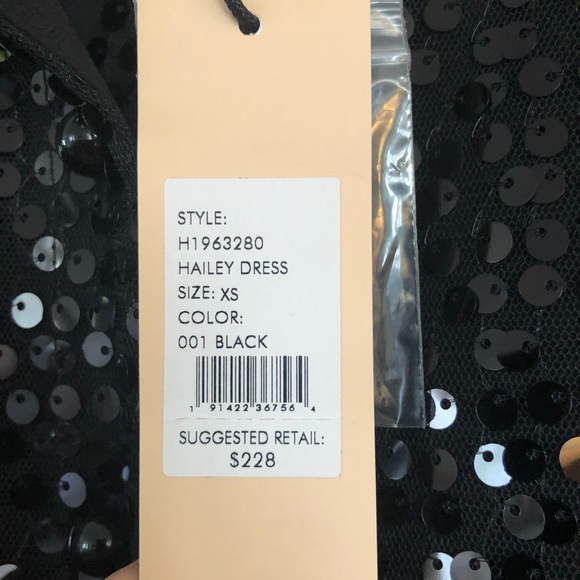 STYLE:
H1963280
HAILEY DRESS
SIZE: XS
COLOR:
001 BLACK
1 91422 36756 4
SUGGESTED RETAIL:
$228